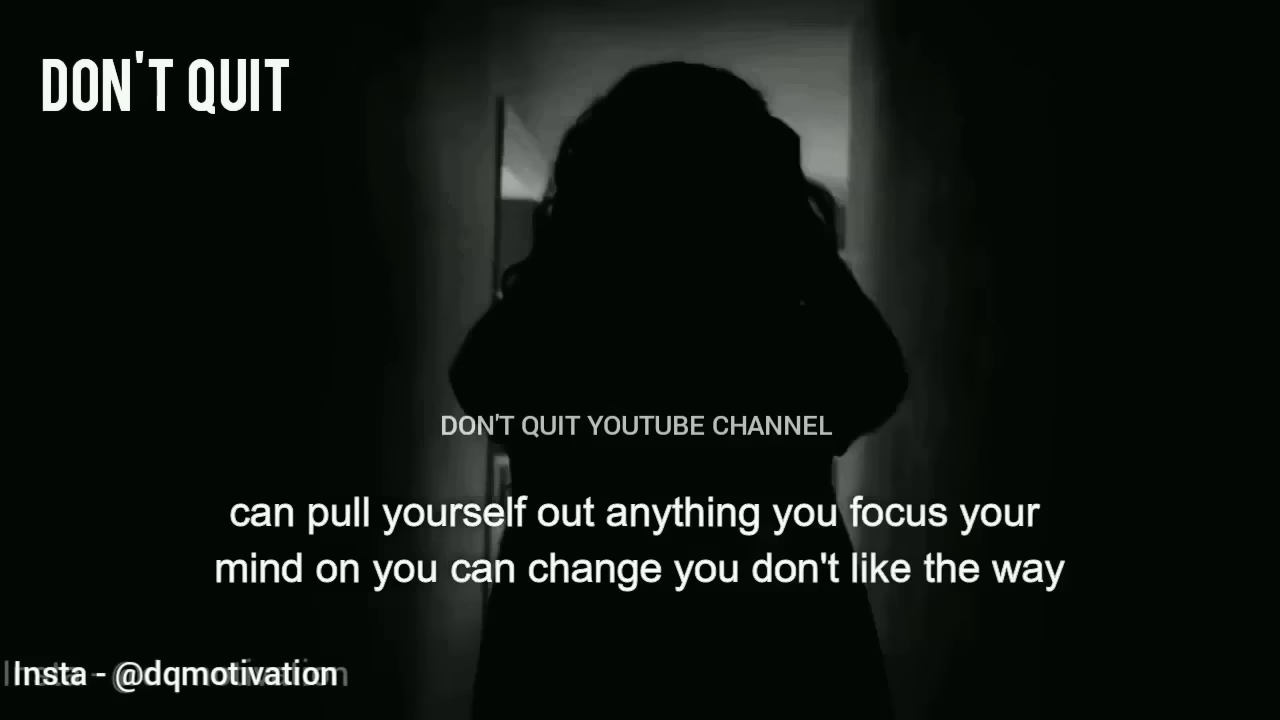 DON'T QUIT
DON'T QUIT YOUTUBE CHANNEL
can pull yourself out anything you focus your
mind on you can change you don't like the way
Insta - @dqmotivation